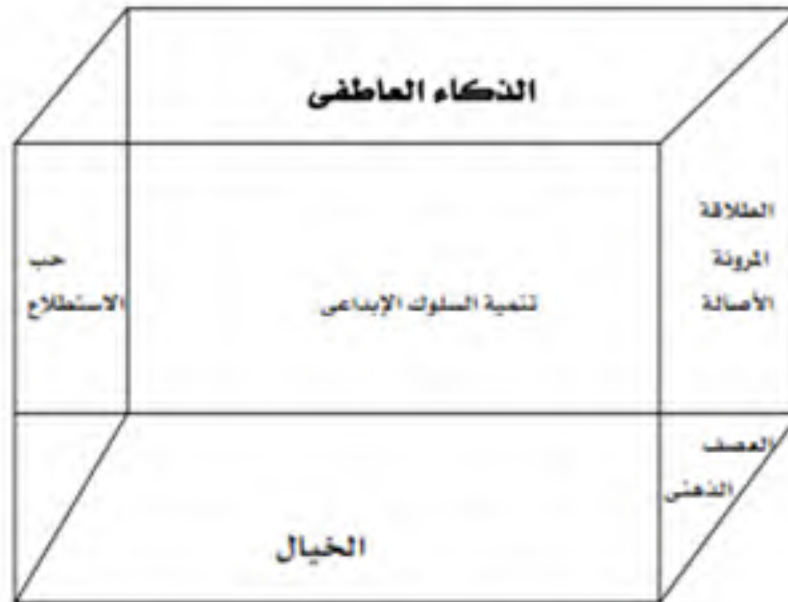 الذكاء العاطفى
الطلاقة
المرونة
الأصالة
تنمية السلوك الإبداعى
حب
الاستطلاع
العصف
الذهنى
الخيال